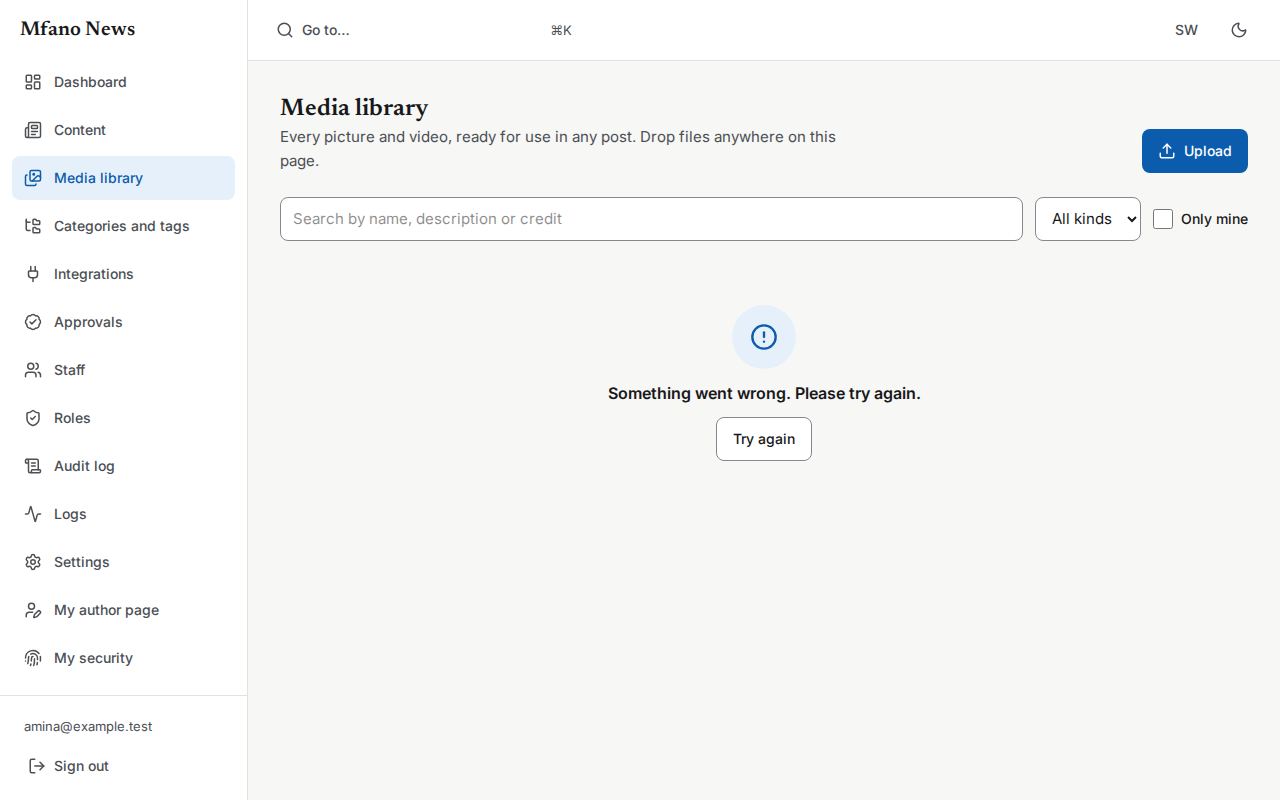 Mfano News
Dashboard
Content
Media library
Categories and tags
Integrations
Approvals
Staff
Roles
Audit log
Logs
Settings
My author page
My security
amina@example.test
Sign out
Go to... ⌘K
SW
Media library
Every picture and video, ready for use in any post. Drop files anywhere on this
page.
Upload
Search by name, description or credit
All kinds
Only mine
Something went wrong. Please try again.
Try again